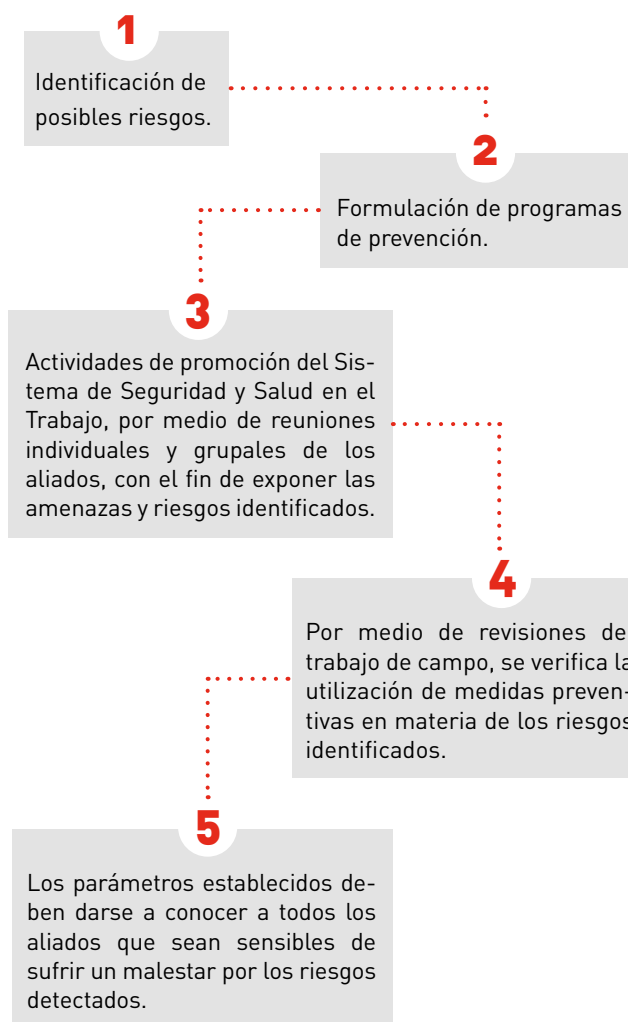 1
Identificación de
posibles riesgos.
2
Formulación de programas
de prevención.
3
Actividades de promoción del Sis-
tema de Seguridad y Salud en el
Trabajo, por medio de reuniones
individuales y grupales de los
aliados, con el fin de exponer las
amenazas y riesgos identificados.
4
Por medio de revisiones de
trabajo de campo, se verifica la
utilización de medidas preven-
tivas en materia de los riesgos
identificados.
5
Los parámetros establecidos de-
ben darse a conocer a todos los
aliados que sean sensibles de
sufrir un malestar por los riesgos
detectados.